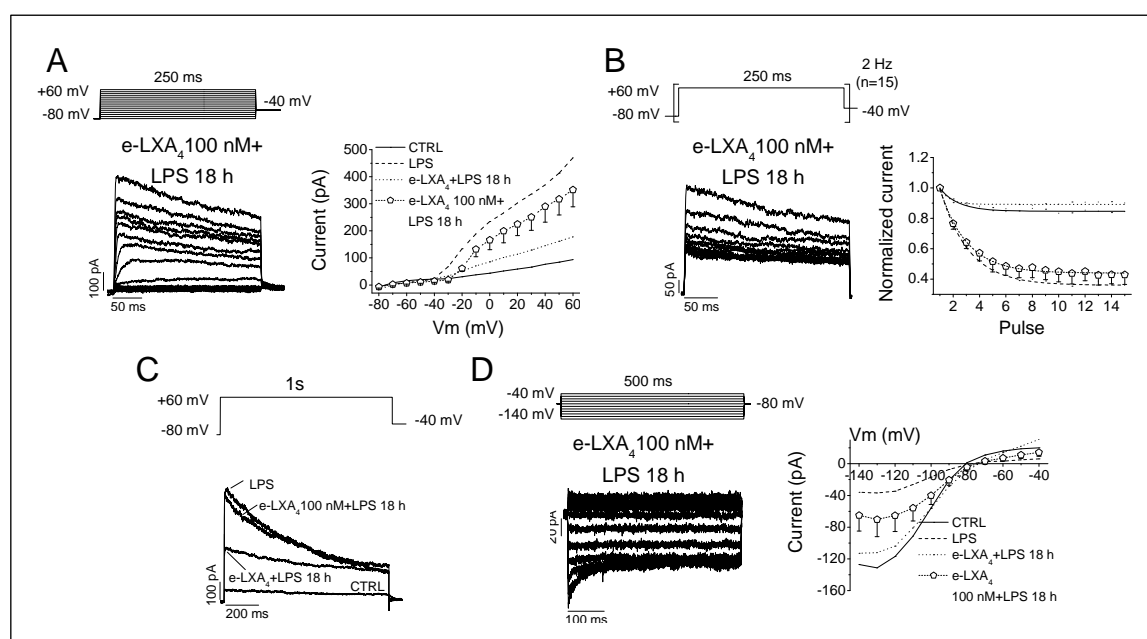 A
250 ms
+60 mV
-80 mV
-40 mV
e-LXA4 100 nM+
LPS 18 h
100 pA
50 ms
500
400
300
200
100
0
Current (pA)
-80 -60 -40 -20 0 20 40 60
Vm (mV)
CTRL
LPS
e-LXA4+LPS 18 h
e-LXA4 100 nM+
LPS 18 h
B
250 ms
2 Hz
(n=15)
+60 mV
-80 mV
-40 mV
e-LXA4 100 nM+
LPS 18 h
50 pA
50 ms
Normalized current
1.2
1.0
0.8
0.6
0.4
2 4 6 8 10 12 14
Pulse
C
1s
+60 mV
-80 mV
-40 mV
LPS
e-LXA4 100 nM+LPS 18 h
e-LXA4+LPS 18 h
CTRL
100 pA
200 ms
D
500 ms
-40 mV
-140 mV
-80 mV
e-LXA4 100 nM+
LPS 18 h
20 pA
100 ms
Vm (mV)
-140 -120 -100 -80 -60 -40
0
-40
-80
-120
-160
Current (pA)
CTRL
LPS
e-LXA4+LPS 18 h
e-LXA4
100 nM+LPS 18 h